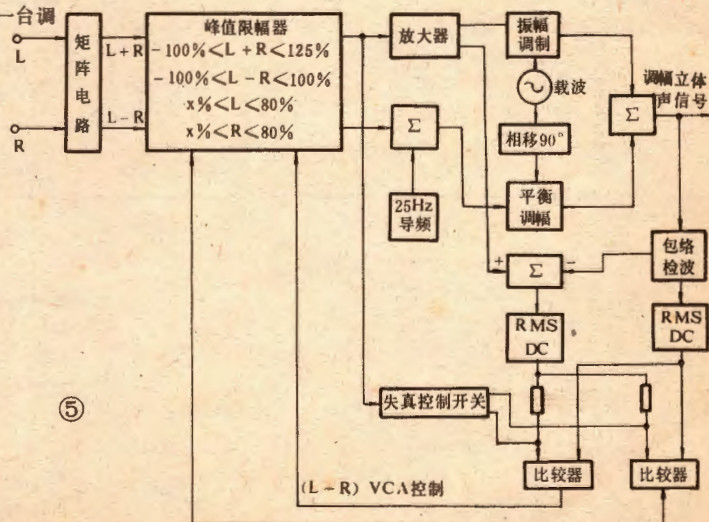 一台调
L
R
矩阵电路
L+R
L-R
峰值限幅器
-100%<L+R<125%
-100%<L-R<100%
x%<L<80%
x%<R<80%
放大器
振幅
调制
载波
相移90°
平衡
调幅
Σ
25Hz
导频
Σ
调幅立体
声信号
+
Σ
-
包络
检波
RMS
DC
RMS
DC
失真控制开关
比较器
比较器
(L-R) VCA控制
⑤